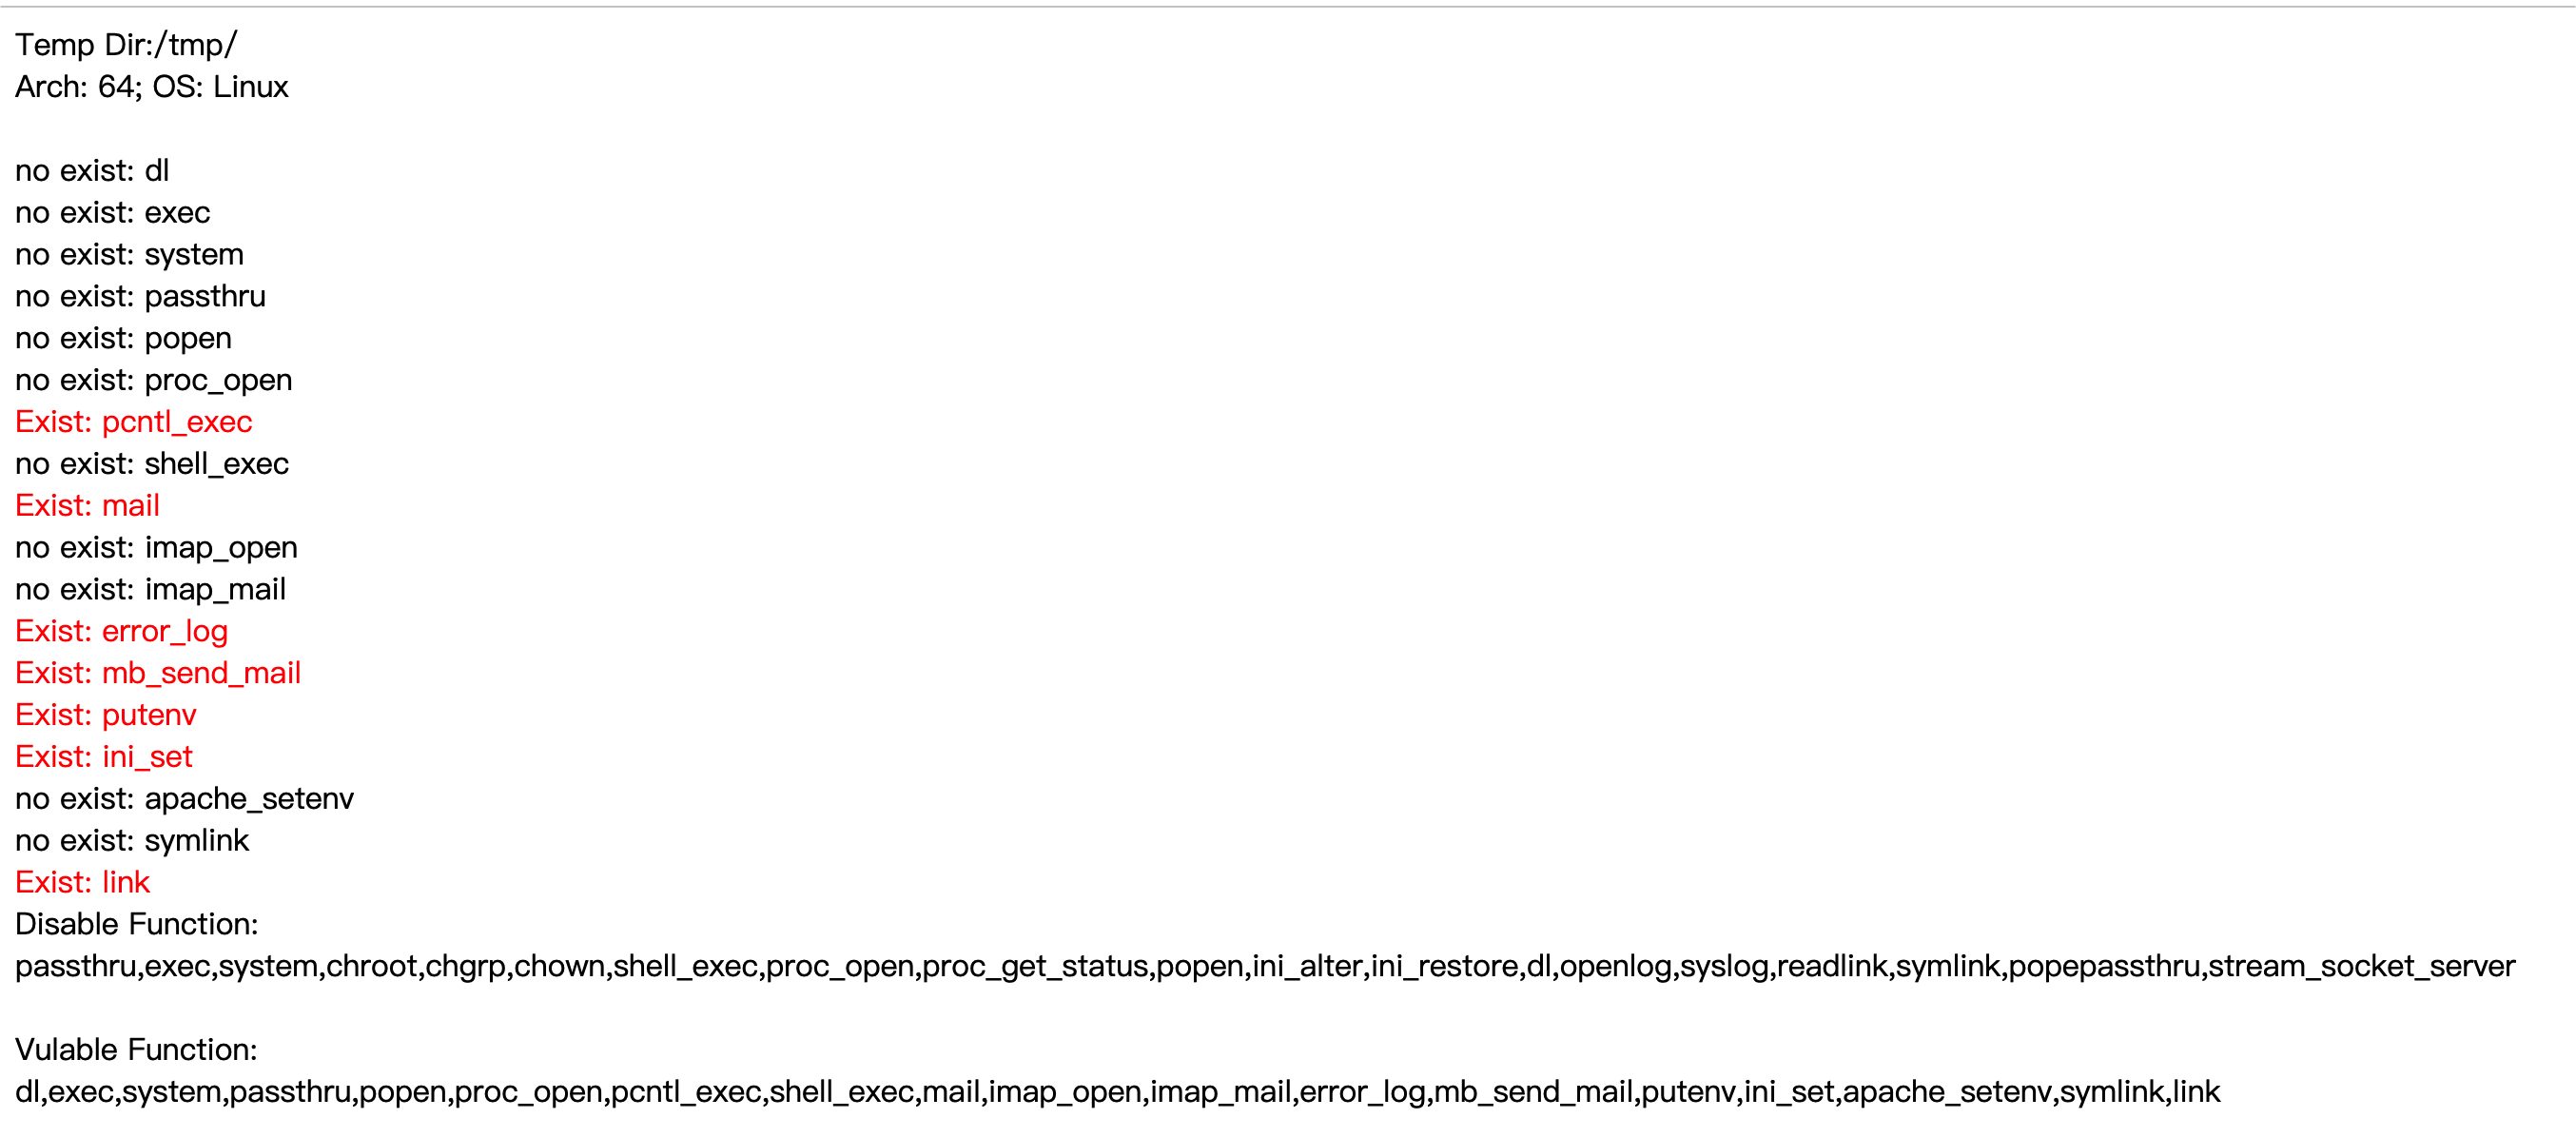 Temp Dir:/tmp/
Arch: 64; OS: Linux
no exist: dl
no exist: exec
no exist: system
no exist: passthru
no exist: popen
no exist: proc_open
Exist: pcntl_exec
no exist: shell_exec
Exist: mail
no exist: imap_open
no exist: imap_mail
Exist: error_log
Exist: mb_send_mail
Exist: putenv
Exist: ini_set
no exist: apache_setenv
no exist: symlink
Exist: link
Disable Function:
passthru,exec,system,chroot,chgrp,chown,shell_exec,proc_open,proc_get_status,popen,ini_alter,ini_restore,dl,openlog,syslog,readlink,symlink,popepassthru,stream_socket_server
Vulable Function:
dl,exec,system,passthru,popen,proc_open,pcntl_exec,shell_exec,mail,imap_open,imap_mail,error_log,mb_send_mail,putenv,ini_set,apache_setenv,symlink,link